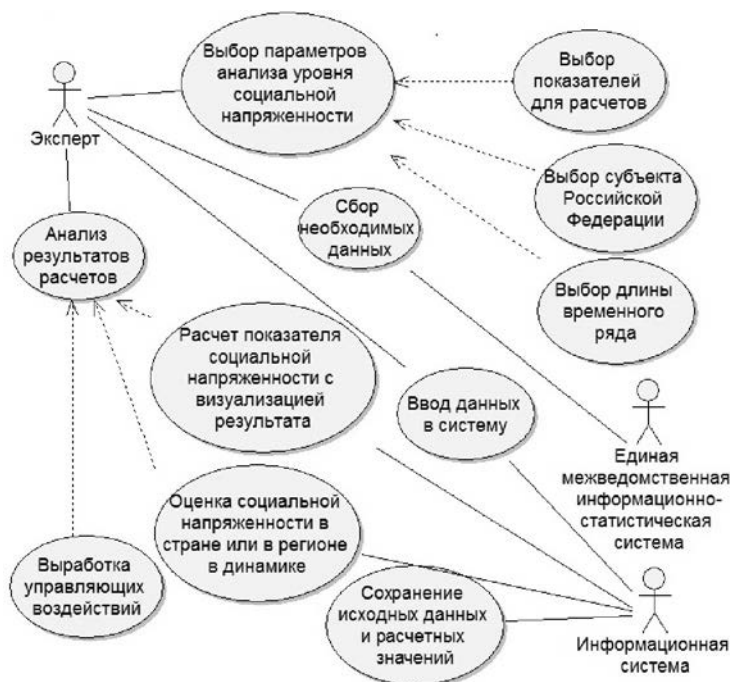 Выбор параметров
анализа уровня
социальной
напряженности
Выбор
показателей
для расчетов
Эксперт
Выбор субъекта
Российской
Федерации
Сбор
необходимых
данных
Анализ
результатов
расчетов
Выбор длины
временного
ряда
Расчет показателя
социальной
напряженности с
визуализацией
результата
Ввод данных
в систему
Единая
межведомственная
информационно-
статистическая
система
Оценка социальной
напряженности в
стране или в регионе
в динамике
Выработка
управляющих
воздействий
Сохранение
исходных данных
и расчетных
значений
Информационная
система